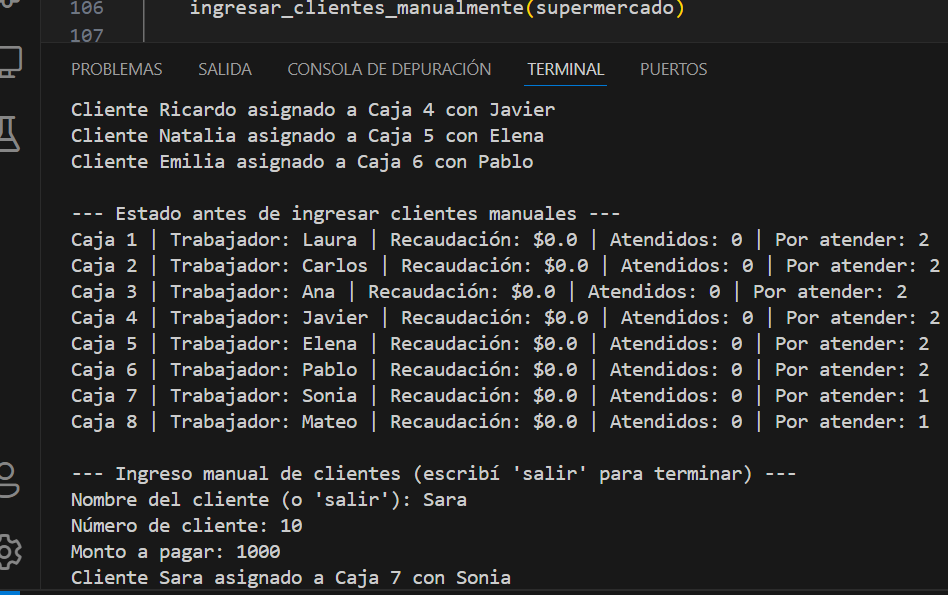 106 ingresar_clientes_manualmente(supermercado)
107
PROBLEMAS SALIDA CONSOLA DE DEPURACIÓN TERMINAL PUERTOS
Cliente Ricardo asignado a Caja 4 con Javier
Cliente Natalia asignado a Caja 5 con Elena
Cliente Emilia asignado a Caja 6 con Pablo
--- Estado antes de ingresar clientes manuales ---
Caja 1 | Trabajador: Laura | Recaudación: $0.0 | Atendidos: 0 | Por atender: 2
Caja 2 | Trabajador: Carlos | Recaudación: $0.0 | Atendidos: 0 | Por atender: 2
Caja 3 | Trabajador: Ana | Recaudación: $0.0 | Atendidos: 0 | Por atender: 2
Caja 4 | Trabajador: Javier | Recaudación: $0.0 | Atendidos: 0 | Por atender: 2
Caja 5 | Trabajador: Elena | Recaudación: $0.0 | Atendidos: 0 | Por atender: 2
Caja 6 | Trabajador: Pablo | Recaudación: $0.0 | Atendidos: 0 | Por atender: 2
Caja 7 | Trabajador: Sonia | Recaudación: $0.0 | Atendidos: 0 | Por atender: 1
Caja 8 | Trabajador: Mateo | Recaudación: $0.0 | Atendidos: 0 | Por atender: 1
--- Ingreso manual de clientes (escribí 'salir' para terminar) ---
Nombre del cliente (o 'salir'): Sara
Número de cliente: 10
Monto a pagar: 1000
Cliente Sara asignado a Caja 7 con Sonia